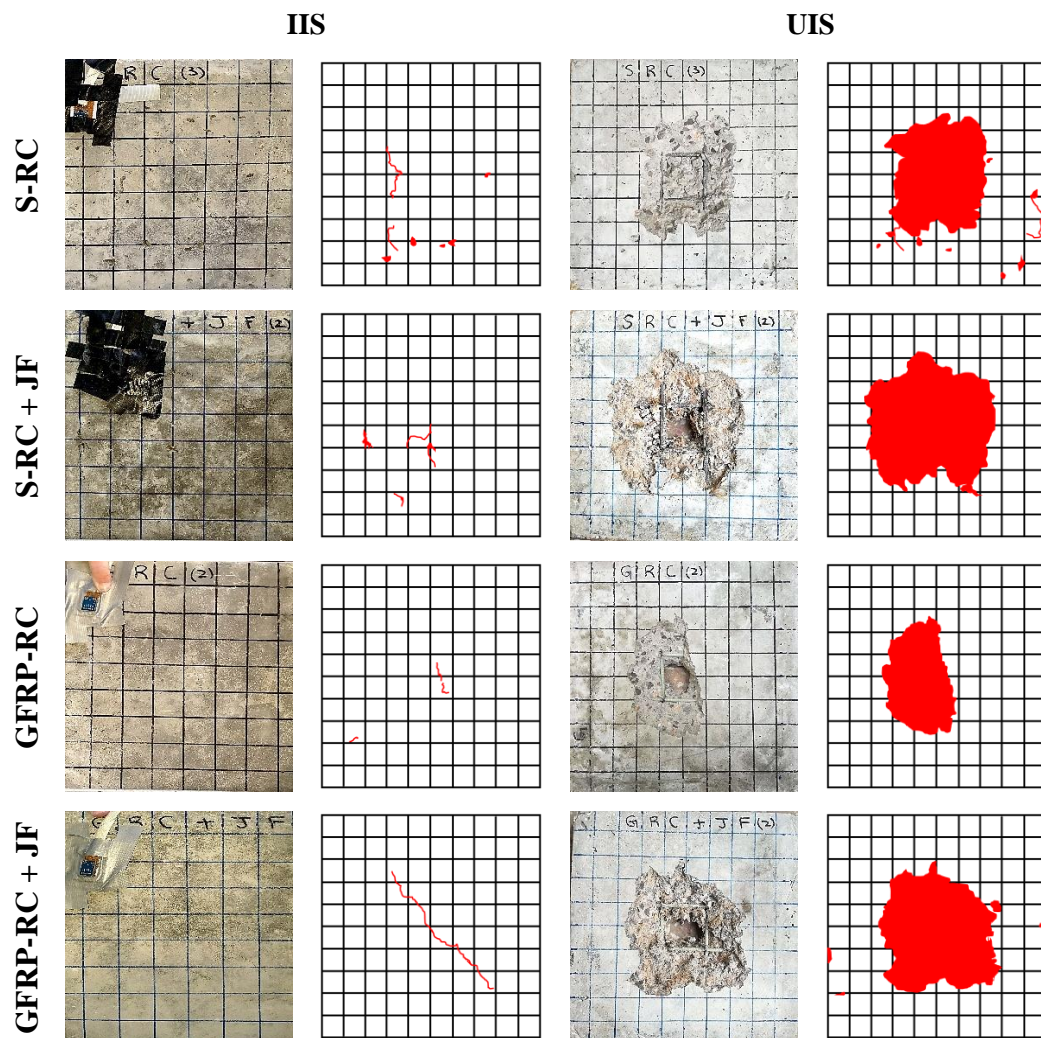 IIS UIS
S-RC
R C (3)
S R C (3)
S-RC + JF
+ J F (2)
S R C + J F (2)
GFRP-RC
R C (2)
G R C (2)
GFRP-RC + JF
G R C + J F
G R C + J F (2)